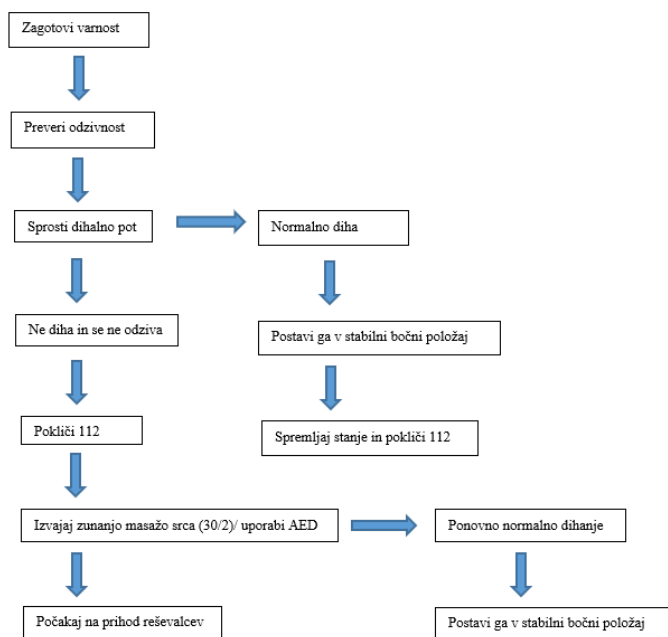 Zagotovi varnost
Preveri odzivnost
Sprosti dihalno pot
Normalno diha
Ne diha in se ne odziva
Postavi ga v stabilni bočni položaj
Pokliči 112
Spremljaj stanje in pokliči 112
Izvajaj zunanjo masažo srca (30/2)/ uporabi AED
Ponovno normalno dihanje
Počakaj na prihod reševalcev
Postavi ga v stabilni bočni položaj